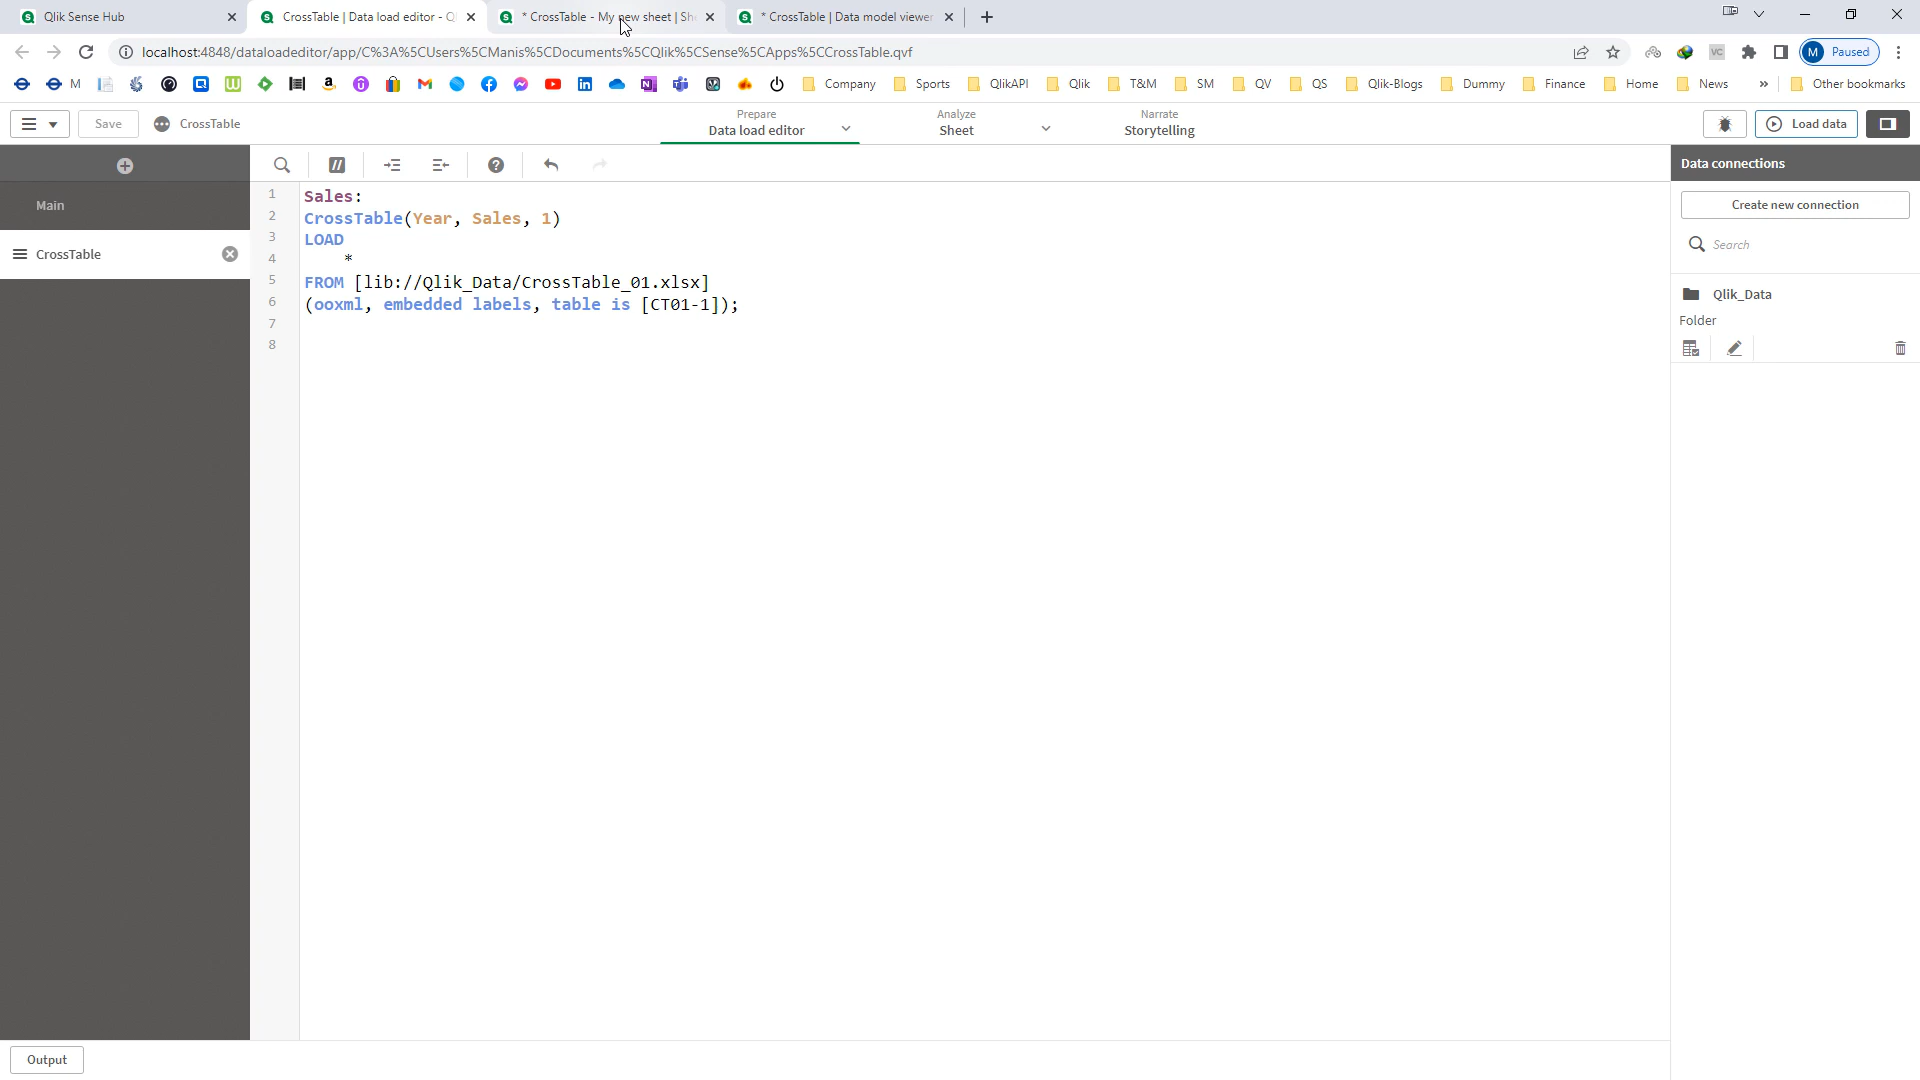 Qlik Sense Hub
CrossTable | Data load editor - Q
* CrossTable - My new sheet | Sh
* CrossTable | Data model viewer
localhost:4848/dataloadeditor/app/C%3A%5CUsers%5CManis%5CDocuments%5CQlik%5CSense%5CApps%5CCrossTable.qvf
M Paused
M
Company
Sports
QlikAPI
Qlik
T&M
SM
QV
QS
Qlik-Blogs
Dummy
Finance
Home
News
»
Other bookmarks
Save
CrossTable
Prepare
Data load editor
Analyze
Sheet
Narrate
Storytelling
Load data
Main
CrossTable
1 Sales:
2 CrossTable(Year, Sales, 1)
3 LOAD
4 *
5 FROM [lib://Qlik_Data/CrossTable_01.xlsx]
6 (ooxml, embedded labels, table is [CT01-1]);
7
8
Data connections
Create new connection
Search
Qlik_Data
Folder
Output